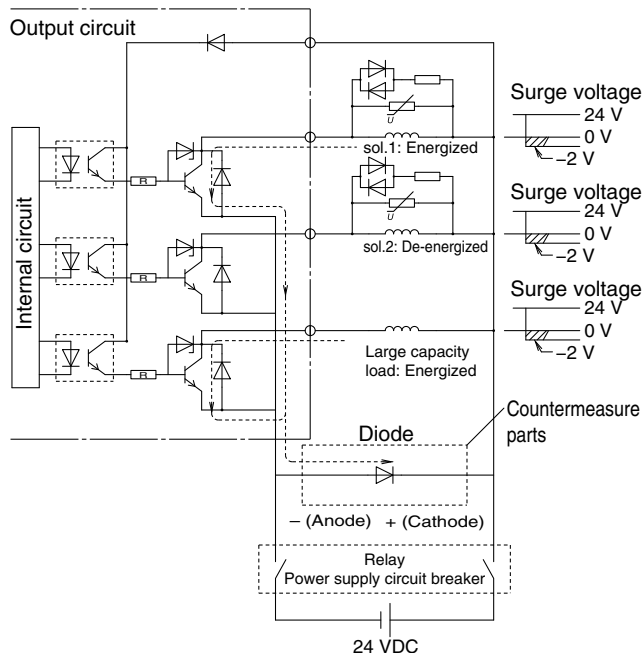 Output circuit
Internal circuit
R
R
R
U
sol.1: Energized
U
sol.2: De-energized
Large capacity
load: Energized
Surge voltage
24 V
0 V
–2 V
Surge voltage
24 V
0 V
–2 V
Surge voltage
24 V
0 V
–2 V
Countermeasure
parts
Diode
– (Anode) + (Cathode)
Relay
Power supply circuit breaker
24 VDC